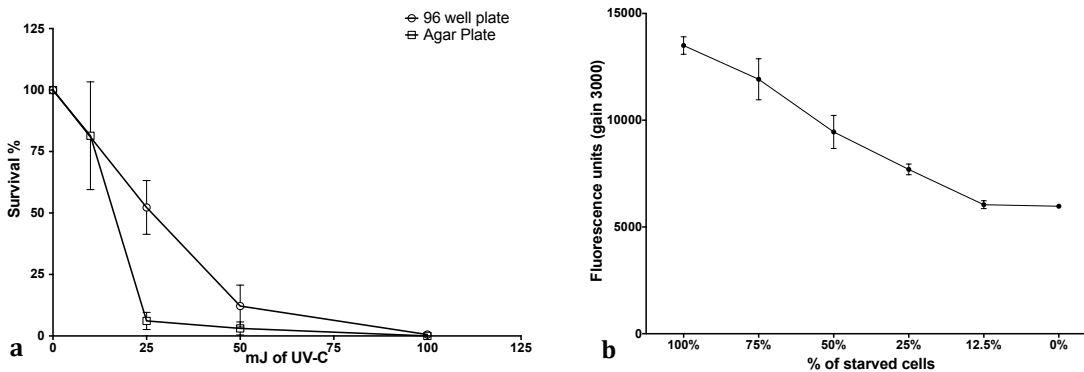 96 well plate
Agar Plate
125
100
75
50
25
0
Survival %
0 25 50 75 100 125
mJ of UV-C
a
15000
10000
5000
0
Fluorescence units (gain 3000)
100% 75% 50% 25% 12.5% 0%
% of starved cells
b